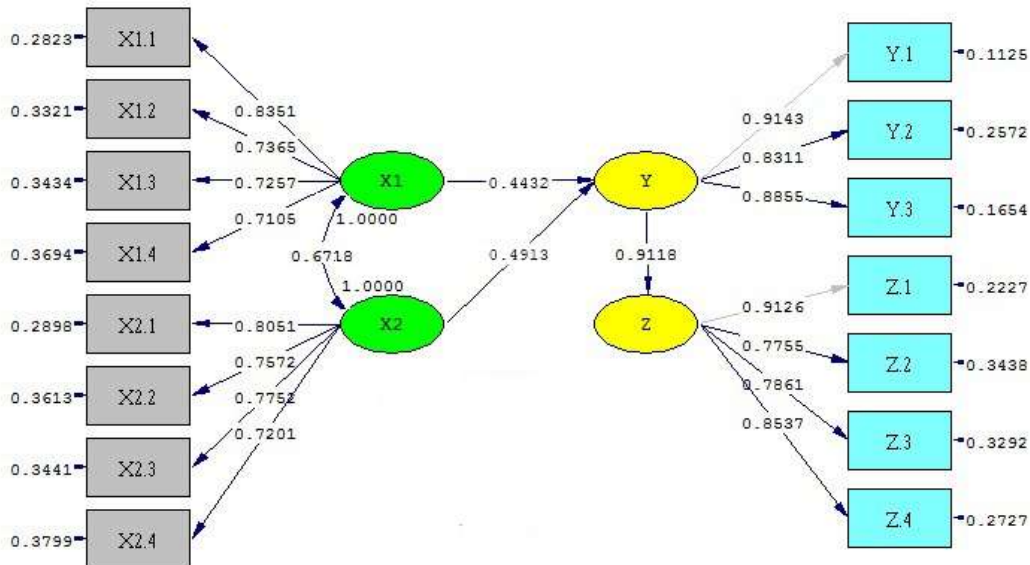 0.2823 X1.1
0.3321 X1.2
0.3434 X1.3
0.3694 X1.4
0.2898 X2.1
0.3613 X2.2
0.3441 X2.3
0.3799 X2.4
0.8351
0.7365
0.7257
0.7105
0.8051
0.7572
0.7752
0.7201
X1
1.0000
0.6718
1.0000
X2
0.4432
0.4913
Y
0.9118
Z
0.9143
0.8311
0.8855
0.9126
0.7755
0.7861
0.8537
Y.1 0.1125
Y.2 0.2572
Y.3 0.1654
Z.1 0.2227
Z.2 0.3438
Z.3 0.3292
Z.4 0.2727